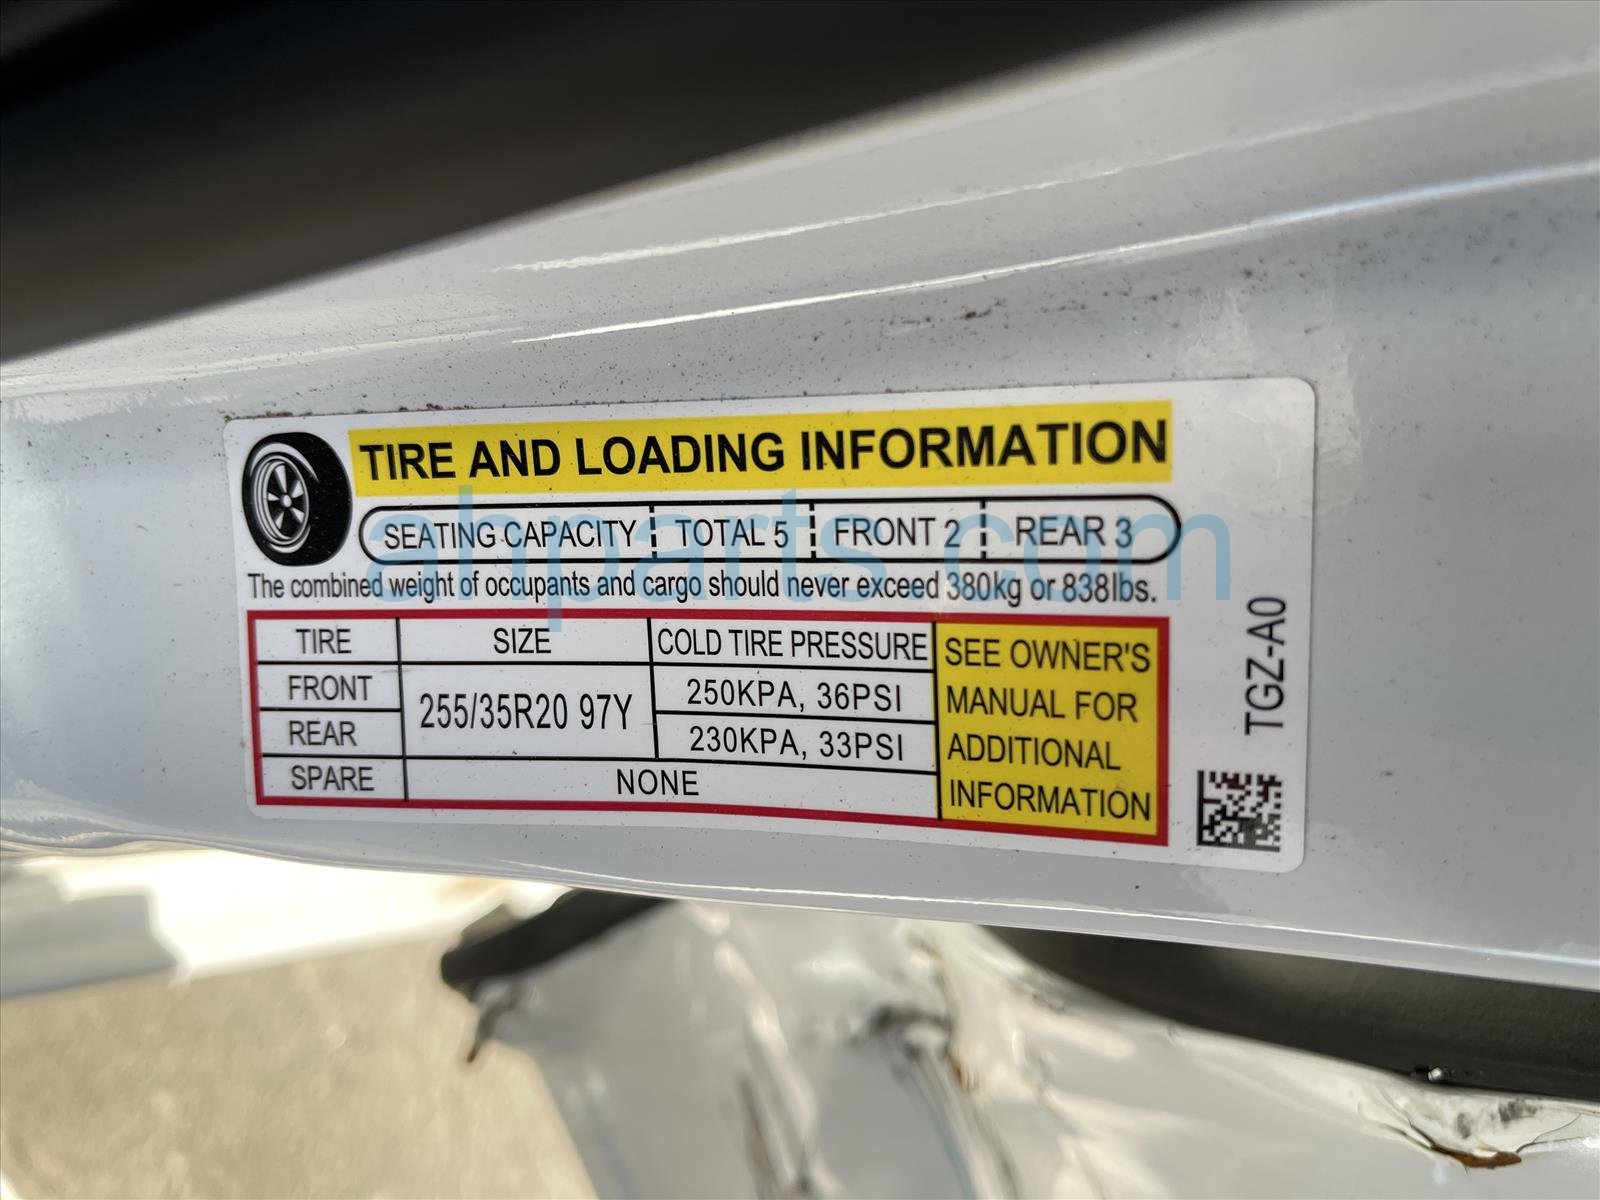 TIRE AND LOADING INFORMATION
SEATING CAPACITY TOTAL 5 FRONT 2 REAR 3
The combined weight of occupants and cargo should never exceed 380kg or 838lbs.
TIRE SIZE COLD TIRE PRESSURE
FRONT 255/35R20 97Y 250KPA, 36PSI
REAR 230KPA, 33PSI
SPARE NONE
SEE OWNER'S
MANUAL FOR
ADDITIONAL
INFORMATION
TGZ-A0
ahparts.com